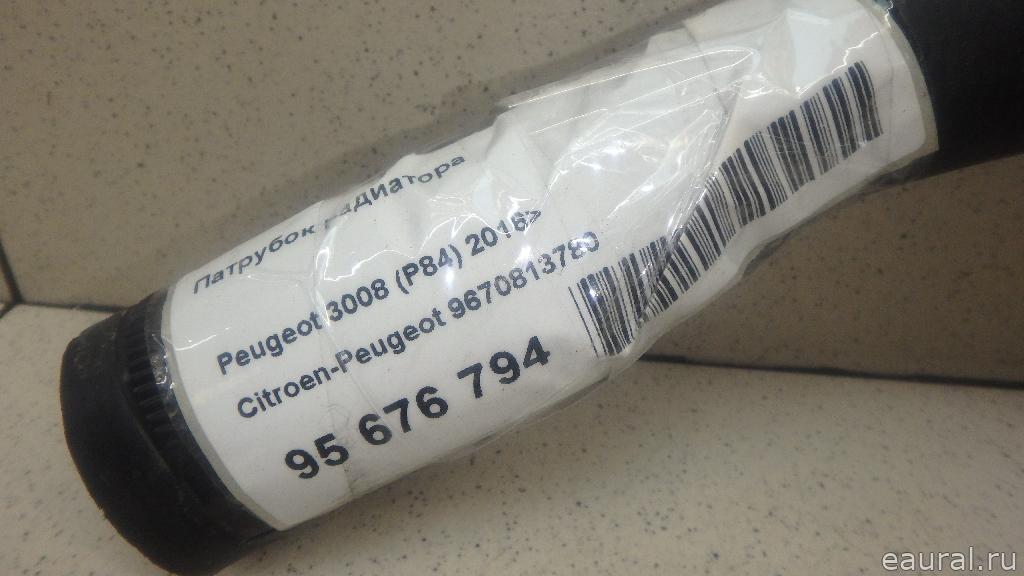 Патрубок радиатора
Peugeot 3008 (P84) 2016>
Citroen-Peugeot 9670813780
95 676 794
eaural.ru